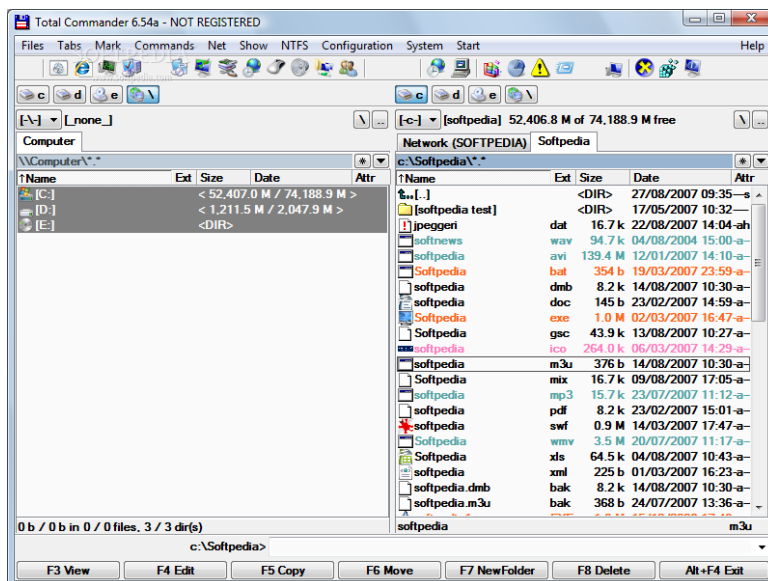 Total Commander 6.54a - NOT REGISTERED
Files Tabs Mark Commands Net Show NTFS Configuration System Start Help
SOFTPEDIA
www.softpedia.com
c d e \
c d e \
[-\-] [_none_] \ ..
[-c-] [softpedia] 52,406.8 M of 74,188.9 M free \ ..
Computer
Network (SOFTPEDIA) Softpedia
\\Computer\*.* *
c:\Softpedia\*.* *
↑Name Ext Size Date Attr
[C:] < 52,407.0 M / 74,188.9 M >
[D:] < 1,211.5 M / 2,047.9 M >
[E:] <DIR>
↑Name Ext Size Date Attr
[..] <DIR> 27/08/2007 09:35 —s
[softpedia test] <DIR> 17/05/2007 10:32 —
jpeggeri dat 16.7 k 22/08/2007 14:04 -ah
softnews wav 94.7 k 04/08/2004 15:00 -a–
softpedia avi 139.4 M 12/01/2007 14:10 -a–
Softpedia bat 354 b 19/03/2007 23:59 -a–
softpedia dmb 8.2 k 14/08/2007 10:30 -a–
softpedia doc 145 b 23/02/2007 14:59 -a–
Softpedia exe 1.0 M 02/03/2007 16:47 -a–
Softpedia gsc 43.9 k 13/08/2007 10:27 -a–
softpedia ico 264.0 k 06/03/2007 14:29 -a–
softpedia m3u 376 b 14/08/2007 10:30 -a–
Softpedia mix 16.7 k 09/08/2007 17:05 -a–
softpedia mp3 15.7 k 23/07/2007 11:12 -a–
softpedia pdf 8.2 k 23/02/2007 15:01 -a–
softpedia swf 0.9 M 14/03/2007 17:47 -a–
Softpedia wmv 3.5 M 20/07/2007 11:17 -a–
Softpedia xls 64.5 k 04/08/2007 10:43 -a–
softpedia xml 225 b 01/03/2007 16:23 -a–
softpedia.dmb bak 8.2 k 14/08/2007 10:30 -a–
softpedia.m3u bak 368 b 24/07/2007 13:36 -a–
0 b / 0 b in 0 / 0 files, 3 / 3 dir(s)
softpedia m3u
c:\Softpedia>
F3 View F4 Edit F5 Copy F6 Move F7 NewFolder F8 Delete Alt+F4 Exit